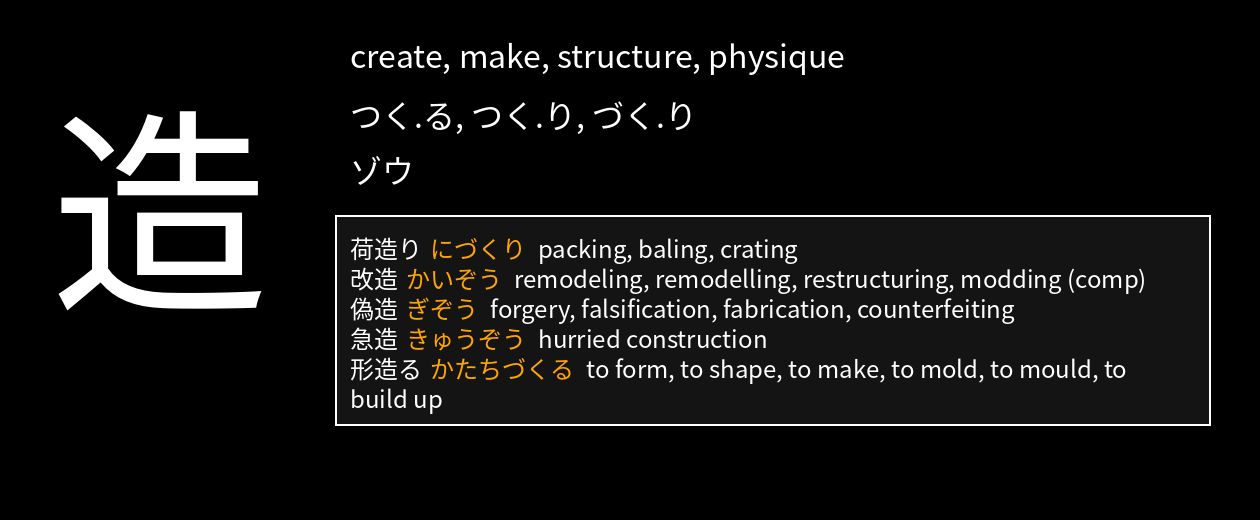 造
create, make, structure, physique
つく.る, つく.り, づく.り
ゾウ
荷造り にづくり packing, baling, crating
改造 かいぞう remodeling, remodelling, restructuring, modding (comp)
偽造 ぎぞう forgery, falsification, fabrication, counterfeiting
急造 きゅうぞう hurried construction
形造る かたちづくる to form, to shape, to make, to mold, to mould, to
build up